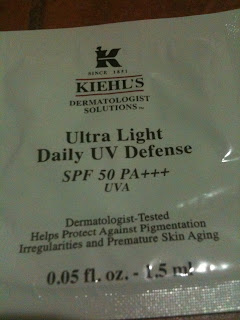 K
SINCE 1851
KIEHL'S
DERMATOLOGIST
SOLUTIONS™
Ultra Light
Daily UV Defense
SPF 50 PA+++
UVA
Dermatologist-Tested
Helps Protect Against Pigmentation
Irregularities and Premature Skin Aging
0.05 fl. oz. - 1.5 ml